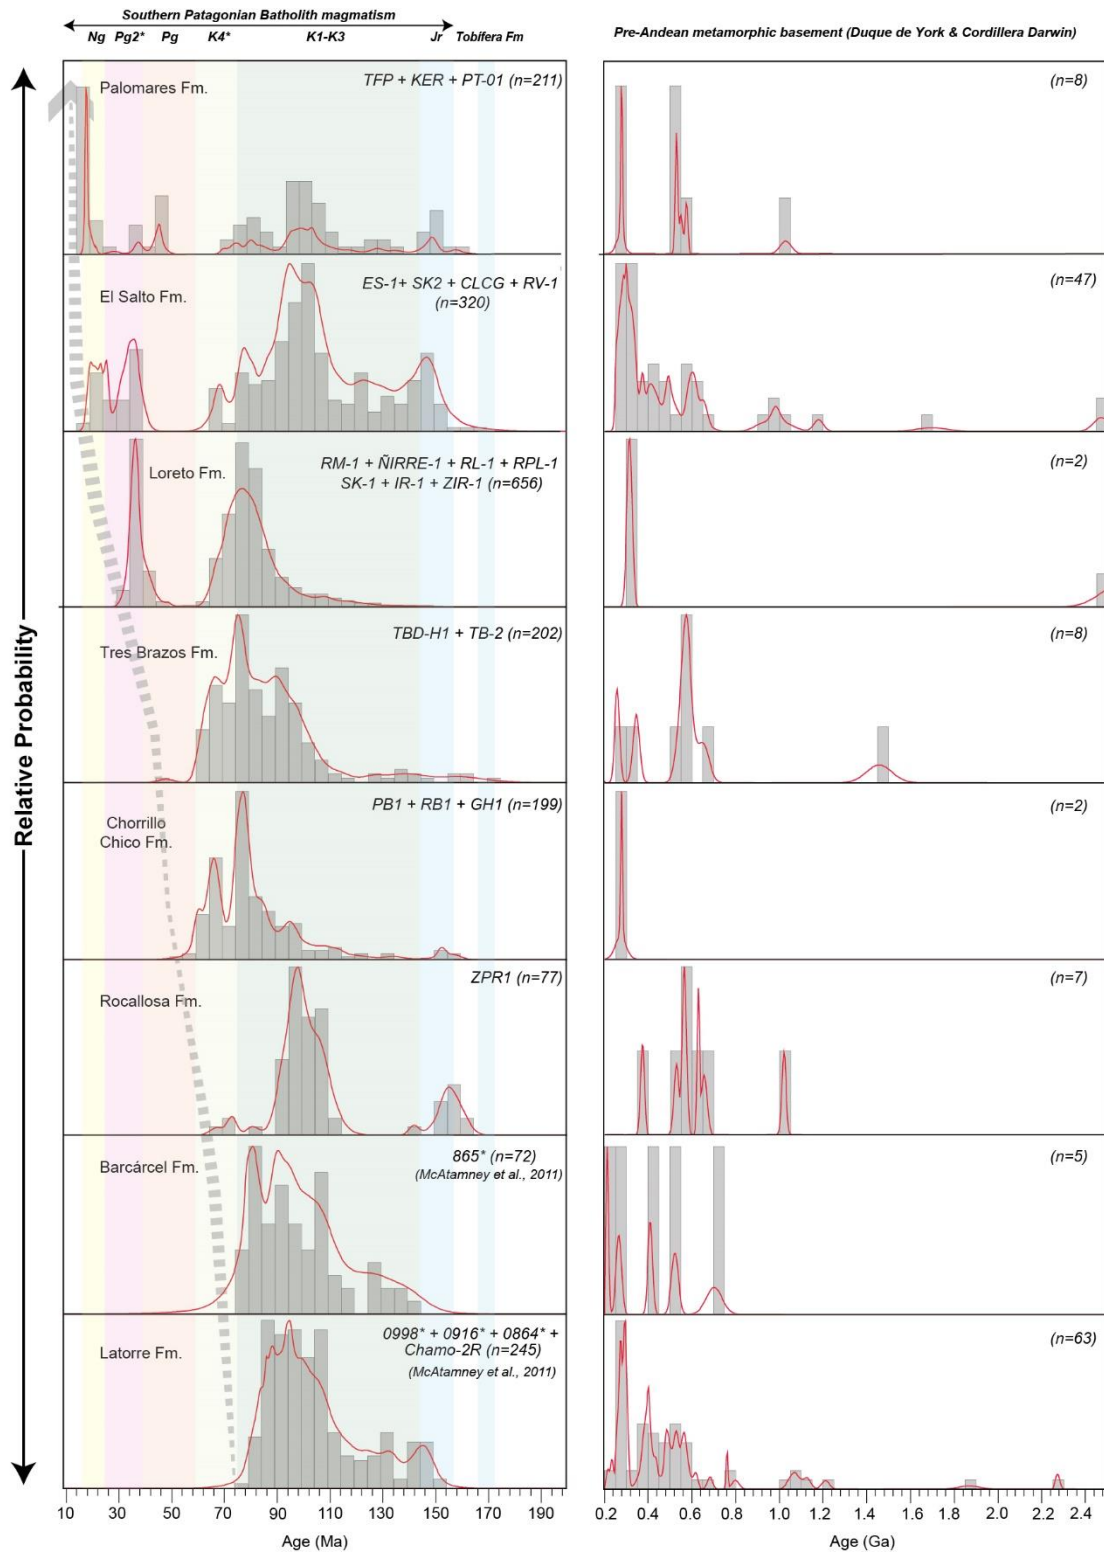 Southern Patagonian Batholith magmatism
Ng Pg2* Pg K4* K1-K3 Jr Tobífera Fm
Pre-Andean metamorphic basement (Duque de York & Cordillera Darwin)
Relative Probability
Palomares Fm.
TFP + KER + PT-01 (n=211)
(n=8)
El Salto Fm.
ES-1+ SK2 + CLCG + RV-1
(n=320)
(n=47)
Loreto Fm.
RM-1 + ÑIRRE-1 + RL-1 + RPL-1
SK-1 + IR-1 + ZIR-1 (n=656)
(n=2)
Tres Brazos Fm.
TBD-H1 + TB-2 (n=202)
(n=8)
Chorrillo
Chico Fm.
PB1 + RB1 + GH1 (n=199)
(n=2)
Rocallosa Fm.
ZPR1 (n=77)
(n=7)
Barcárcel Fm.
865* (n=72)
(McAtamney et al., 2011)
(n=5)
Latorre Fm.
0998* + 0916* + 0864* +
Chamo-2R (n=245)
(McAtamney et al., 2011)
(n=63)
10 30 50 70 90 110 130 150 170 190
Age (Ma)
0.2 0.4 0.6 0.8 1.0 1.2 1.4 1.6 1.8 2.0 2.2 2.4
Age (Ga)